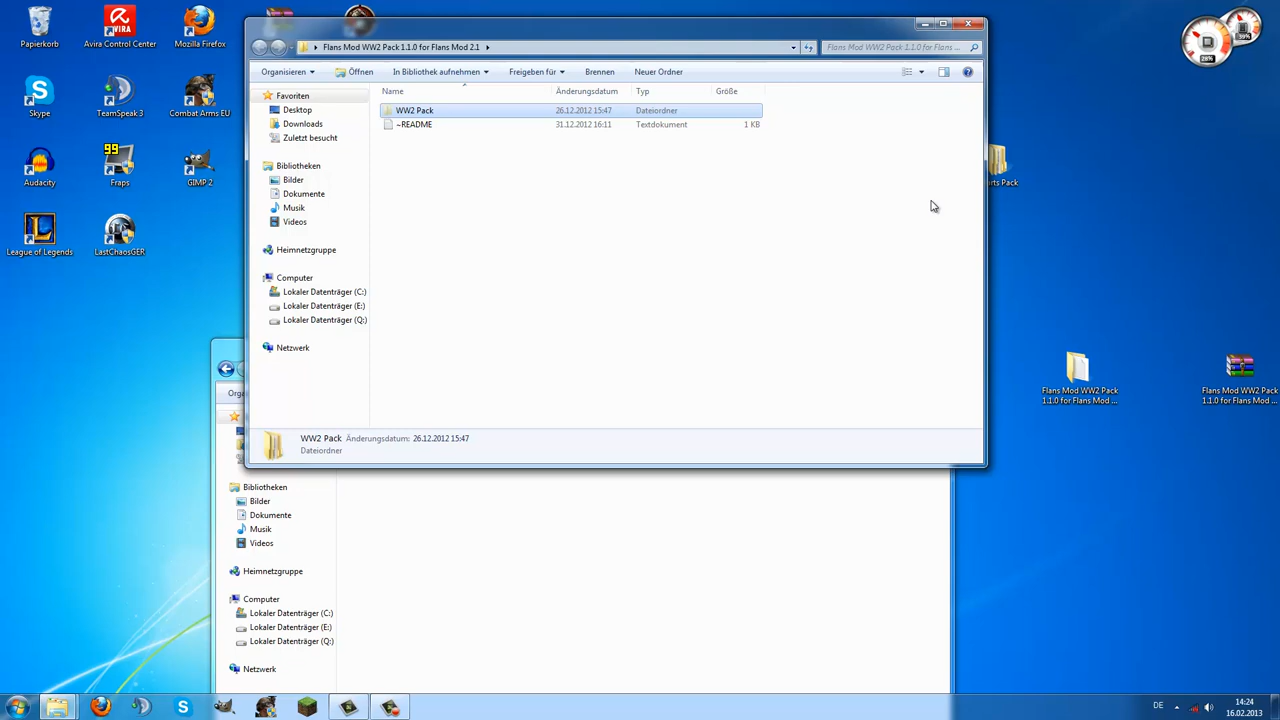 Papierkorb
Avira Control Center
Mozilla Firefox
Skype
TeamSpeak 3
Combat Arms EU
99
Audacity
Fraps
GIMP 2
League of Legends
LastChaosGER
Flans Mod WW2 Pack 1.1.0 for Flans Mod 2.1
Flans Mod WW2 Pack 1.1.0 for Flans ...
Organisieren
Öffnen
In Bibliothek aufnehmen
Freigeben für
Brennen
Neuer Ordner
Name
Änderungsdatum
Typ
Größe
WW2 Pack
26.12.2012 15:47
Dateiordner
~README
31.12.2012 16:11
Textdokument
1 KB
Favoriten
Desktop
Downloads
Zuletzt besucht
Bibliotheken
Bilder
Dokumente
Musik
Videos
Heimnetzgruppe
Computer
Lokaler Datenträger (C:)
Lokaler Datenträger (E:)
Lokaler Datenträger (Q:)
Netzwerk
WW2 Pack Änderungsdatum: 26.12.2012 15:47
Dateiordner
Orga
Bibliotheken
Bilder
Dokumente
Musik
Videos
Heimnetzgruppe
Computer
Lokaler Datenträger (C:)
Lokaler Datenträger (E:)
Lokaler Datenträger (Q:)
Netzwerk
28%
39%
rts Pack
Flans Mod WW2 Pack
1.1.0 for Flans Mod ...
Flans Mod WW2 Pack
1.1.0 for Flans Mod ...
DE
14:24
16.02.2013